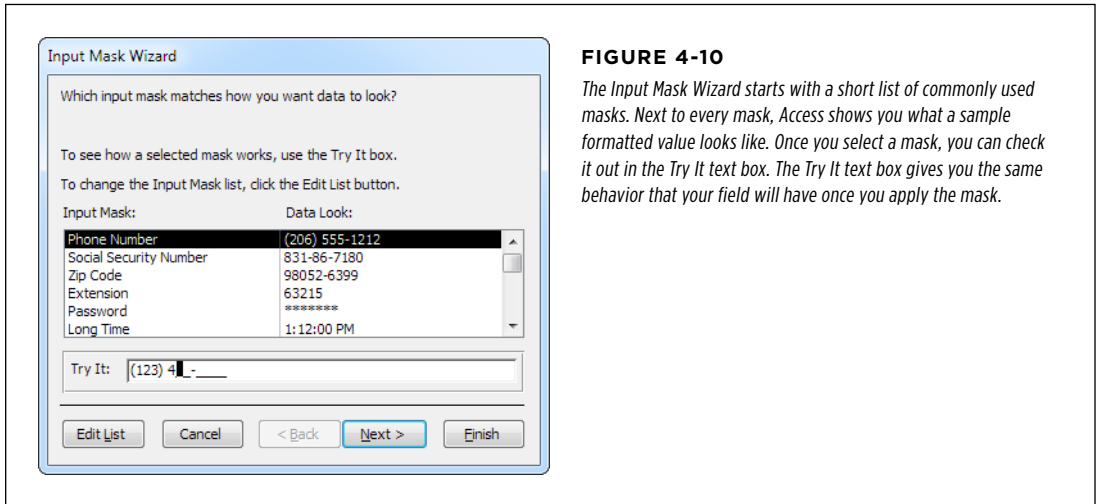 Input Mask Wizard
Which input mask matches how you want data to look?
To see how a selected mask works, use the Try It box.
To change the Input Mask list, click the Edit List button.
Input Mask: Data Look:
Phone Number (206) 555-1212
Social Security Number 831-86-7180
Zip Code 98052-6399
Extension 63215
Password *******
Long Time 1:12:00 PM
Try It: (123) 4__-____
Edit List Cancel < Back Next > Finish
FIGURE 4-10
The Input Mask Wizard starts with a short list of commonly used
masks. Next to every mask, Access shows you what a sample
formatted value looks like. Once you select a mask, you can check
it out in the Try It text box. The Try It text box gives you the same
behavior that your field will have once you apply the mask.